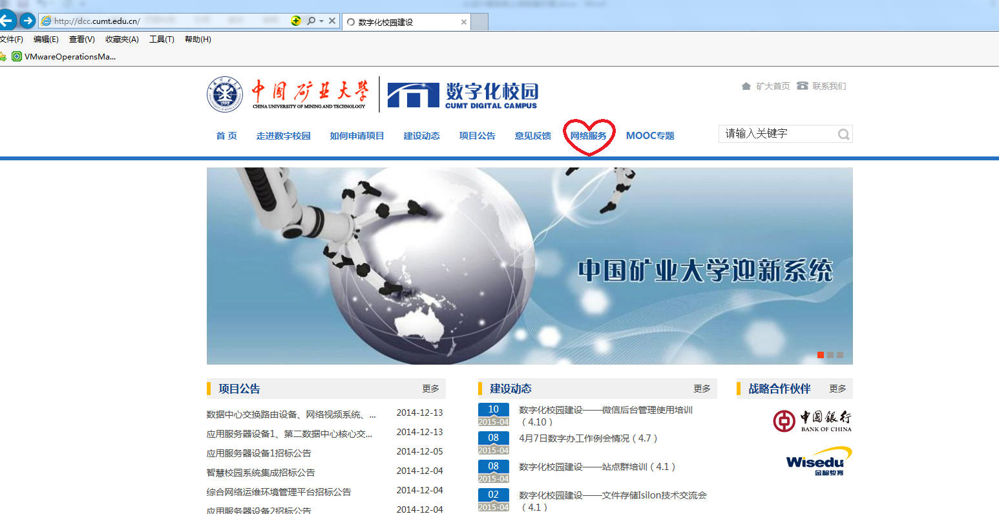 http://dcc.cumt.edu.cn/
数字化校园建设
文件(F) 编辑(E) 查看(V) 收藏夹(A) 工具(T) 帮助(H)
VMwareOperationsMa...
中国矿业大学
CHINA UNIVERSITY OF MINING AND TECHNOLOGY
数字化校园
CUMT DIGITAL CAMPUS
矿大首页 联系我们
首 页 走进数字校园 如何申请项目 建设动态 项目公告 意见反馈 网络服务 MOOC专题
请输入关键字
中国矿业大学迎新系统
项目公告 更多
数据中心交换路由设备、网络视频系统、... 2014-12-13
应用服务器设备1、第二数据中心核心交... 2014-12-13
应用服务器设备1招标公告 2014-12-05
智慧校园系统集成招标公告 2014-12-04
综合网络运维环境管理平台招标公告 2014-12-04
应用服务器设备2招标公告 2014-12-04
建设动态 更多
10 数字化校园建设——微信后台管理使用培训
2015-04 （4.10 ）
08 4月7日数字办工作例会情况（4.7 ）
2015-04
08 数字化校园建设——站点群培训（4.1 ）
2015-04
02 数字化校园建设——文件存储Isilon技术交流会
2015-04 （4.1 ）
战略合作伙伴 更多
中国银行
BANK OF CHINA
Wisedu
金智教育